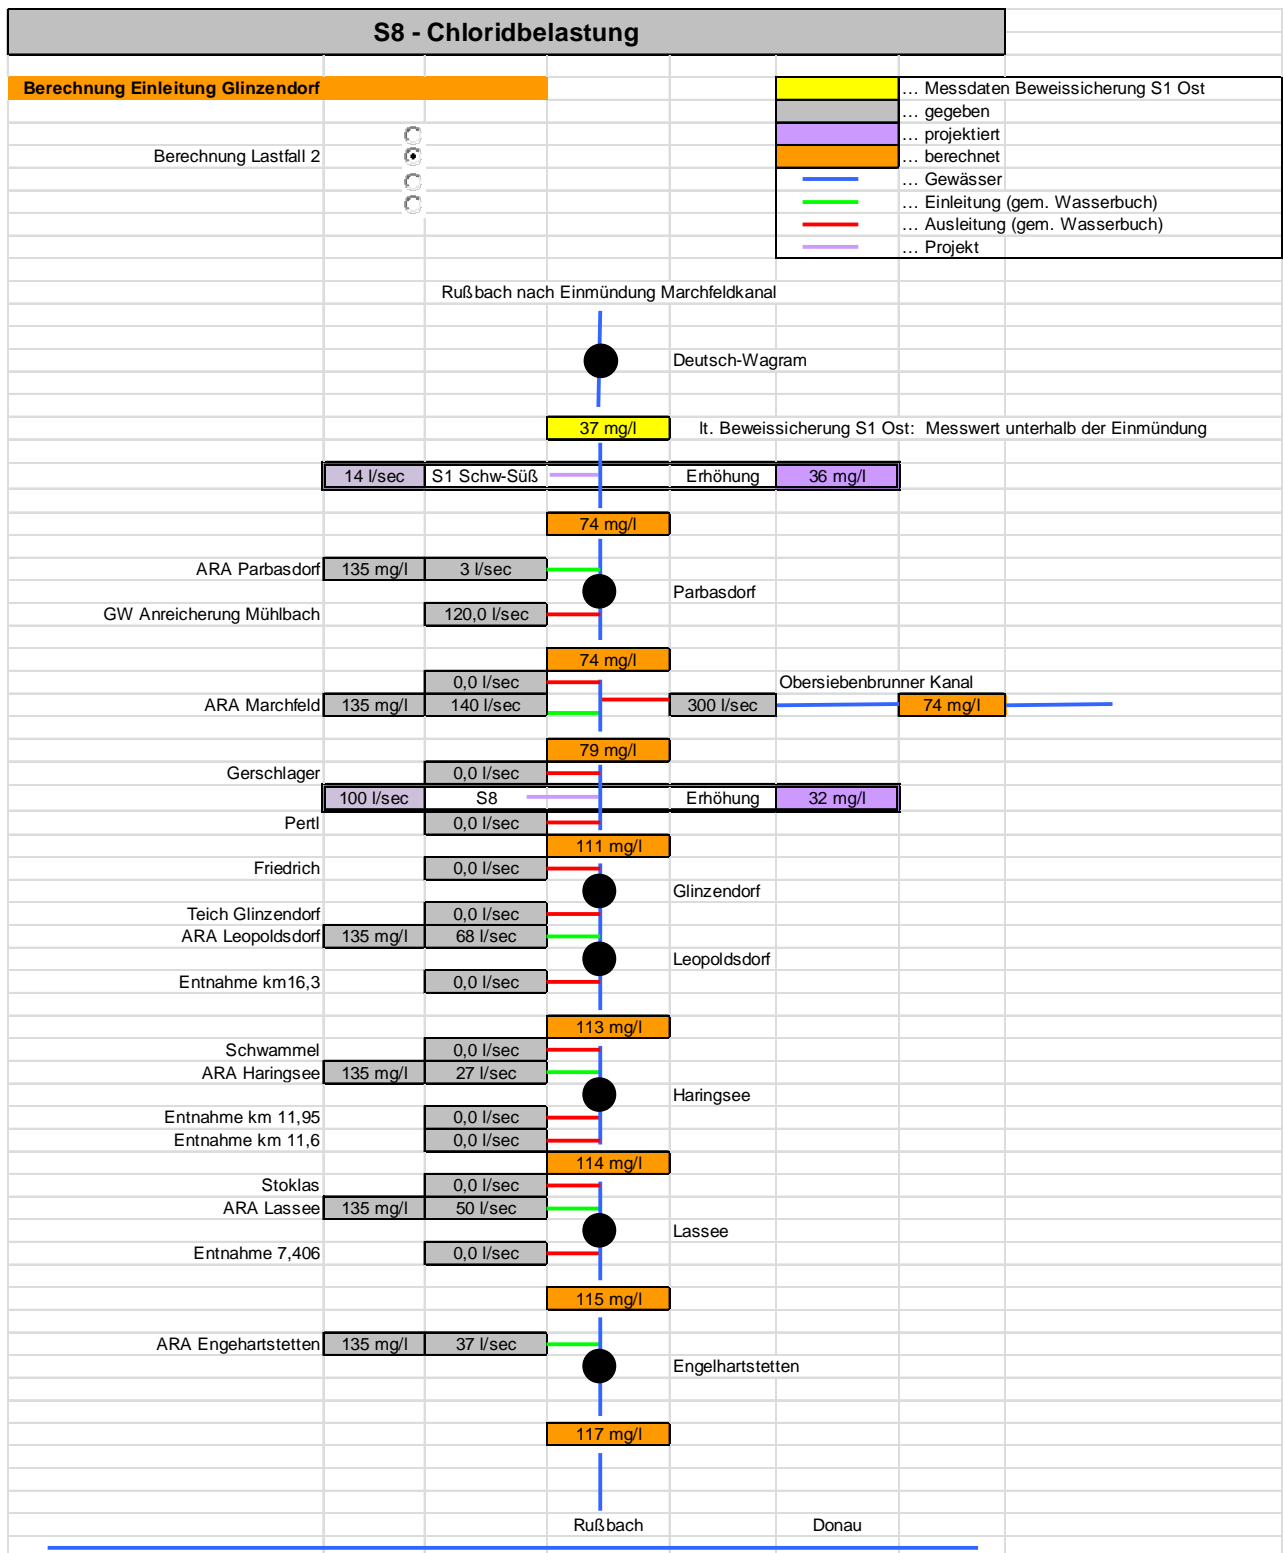 S8 - Chloridbelastung
Berechnung Einleitung Glinzendorf
... Messdaten Beweissicherung S1 Ost
... gegeben
... projektiert
Berechnung Lastfall 2
... berechnet
... Gewässer
... Einleitung (gem. Wasserbuch)
... Ausleitung (gem. Wasserbuch)
... Projekt
Rußbach nach Einmündung Marchfeldkanal
Deutsch-Wagram
37 mg/l lt. Beweissicherung S1 Ost: Messwert unterhalb der Einmündung
14 l/sec S1 Schw-Süß Erhöhung 36 mg/l
74 mg/l
ARA Parbasdorf 135 mg/l 3 l/sec
Parbasdorf
GW Anreicherung Mühlbach 120,0 l/sec
74 mg/l
0,0 l/sec Obersiebenbrunner Kanal
ARA Marchfeld 135 mg/l 140 l/sec 300 l/sec 74 mg/l
79 mg/l
Gerschlager 0,0 l/sec
100 l/sec S8 Erhöhung 32 mg/l
Pertl 0,0 l/sec
111 mg/l
Friedrich 0,0 l/sec
Glinzendorf
Teich Glinzendorf 0,0 l/sec
ARA Leopoldsdorf 135 mg/l 68 l/sec
Leopoldsdorf
Entnahme km16,3 0,0 l/sec
113 mg/l
Schwammel 0,0 l/sec
ARA Haringsee 135 mg/l 27 l/sec
Haringsee
Entnahme km 11,95 0,0 l/sec
Entnahme km 11,6 0,0 l/sec
114 mg/l
Stoklas 0,0 l/sec
ARA Lassee 135 mg/l 50 l/sec
Lassee
Entnahme 7,406 0,0 l/sec
115 mg/l
ARA Engehartstetten 135 mg/l 37 l/sec
Engelhartstetten
117 mg/l
Rußbach Donau